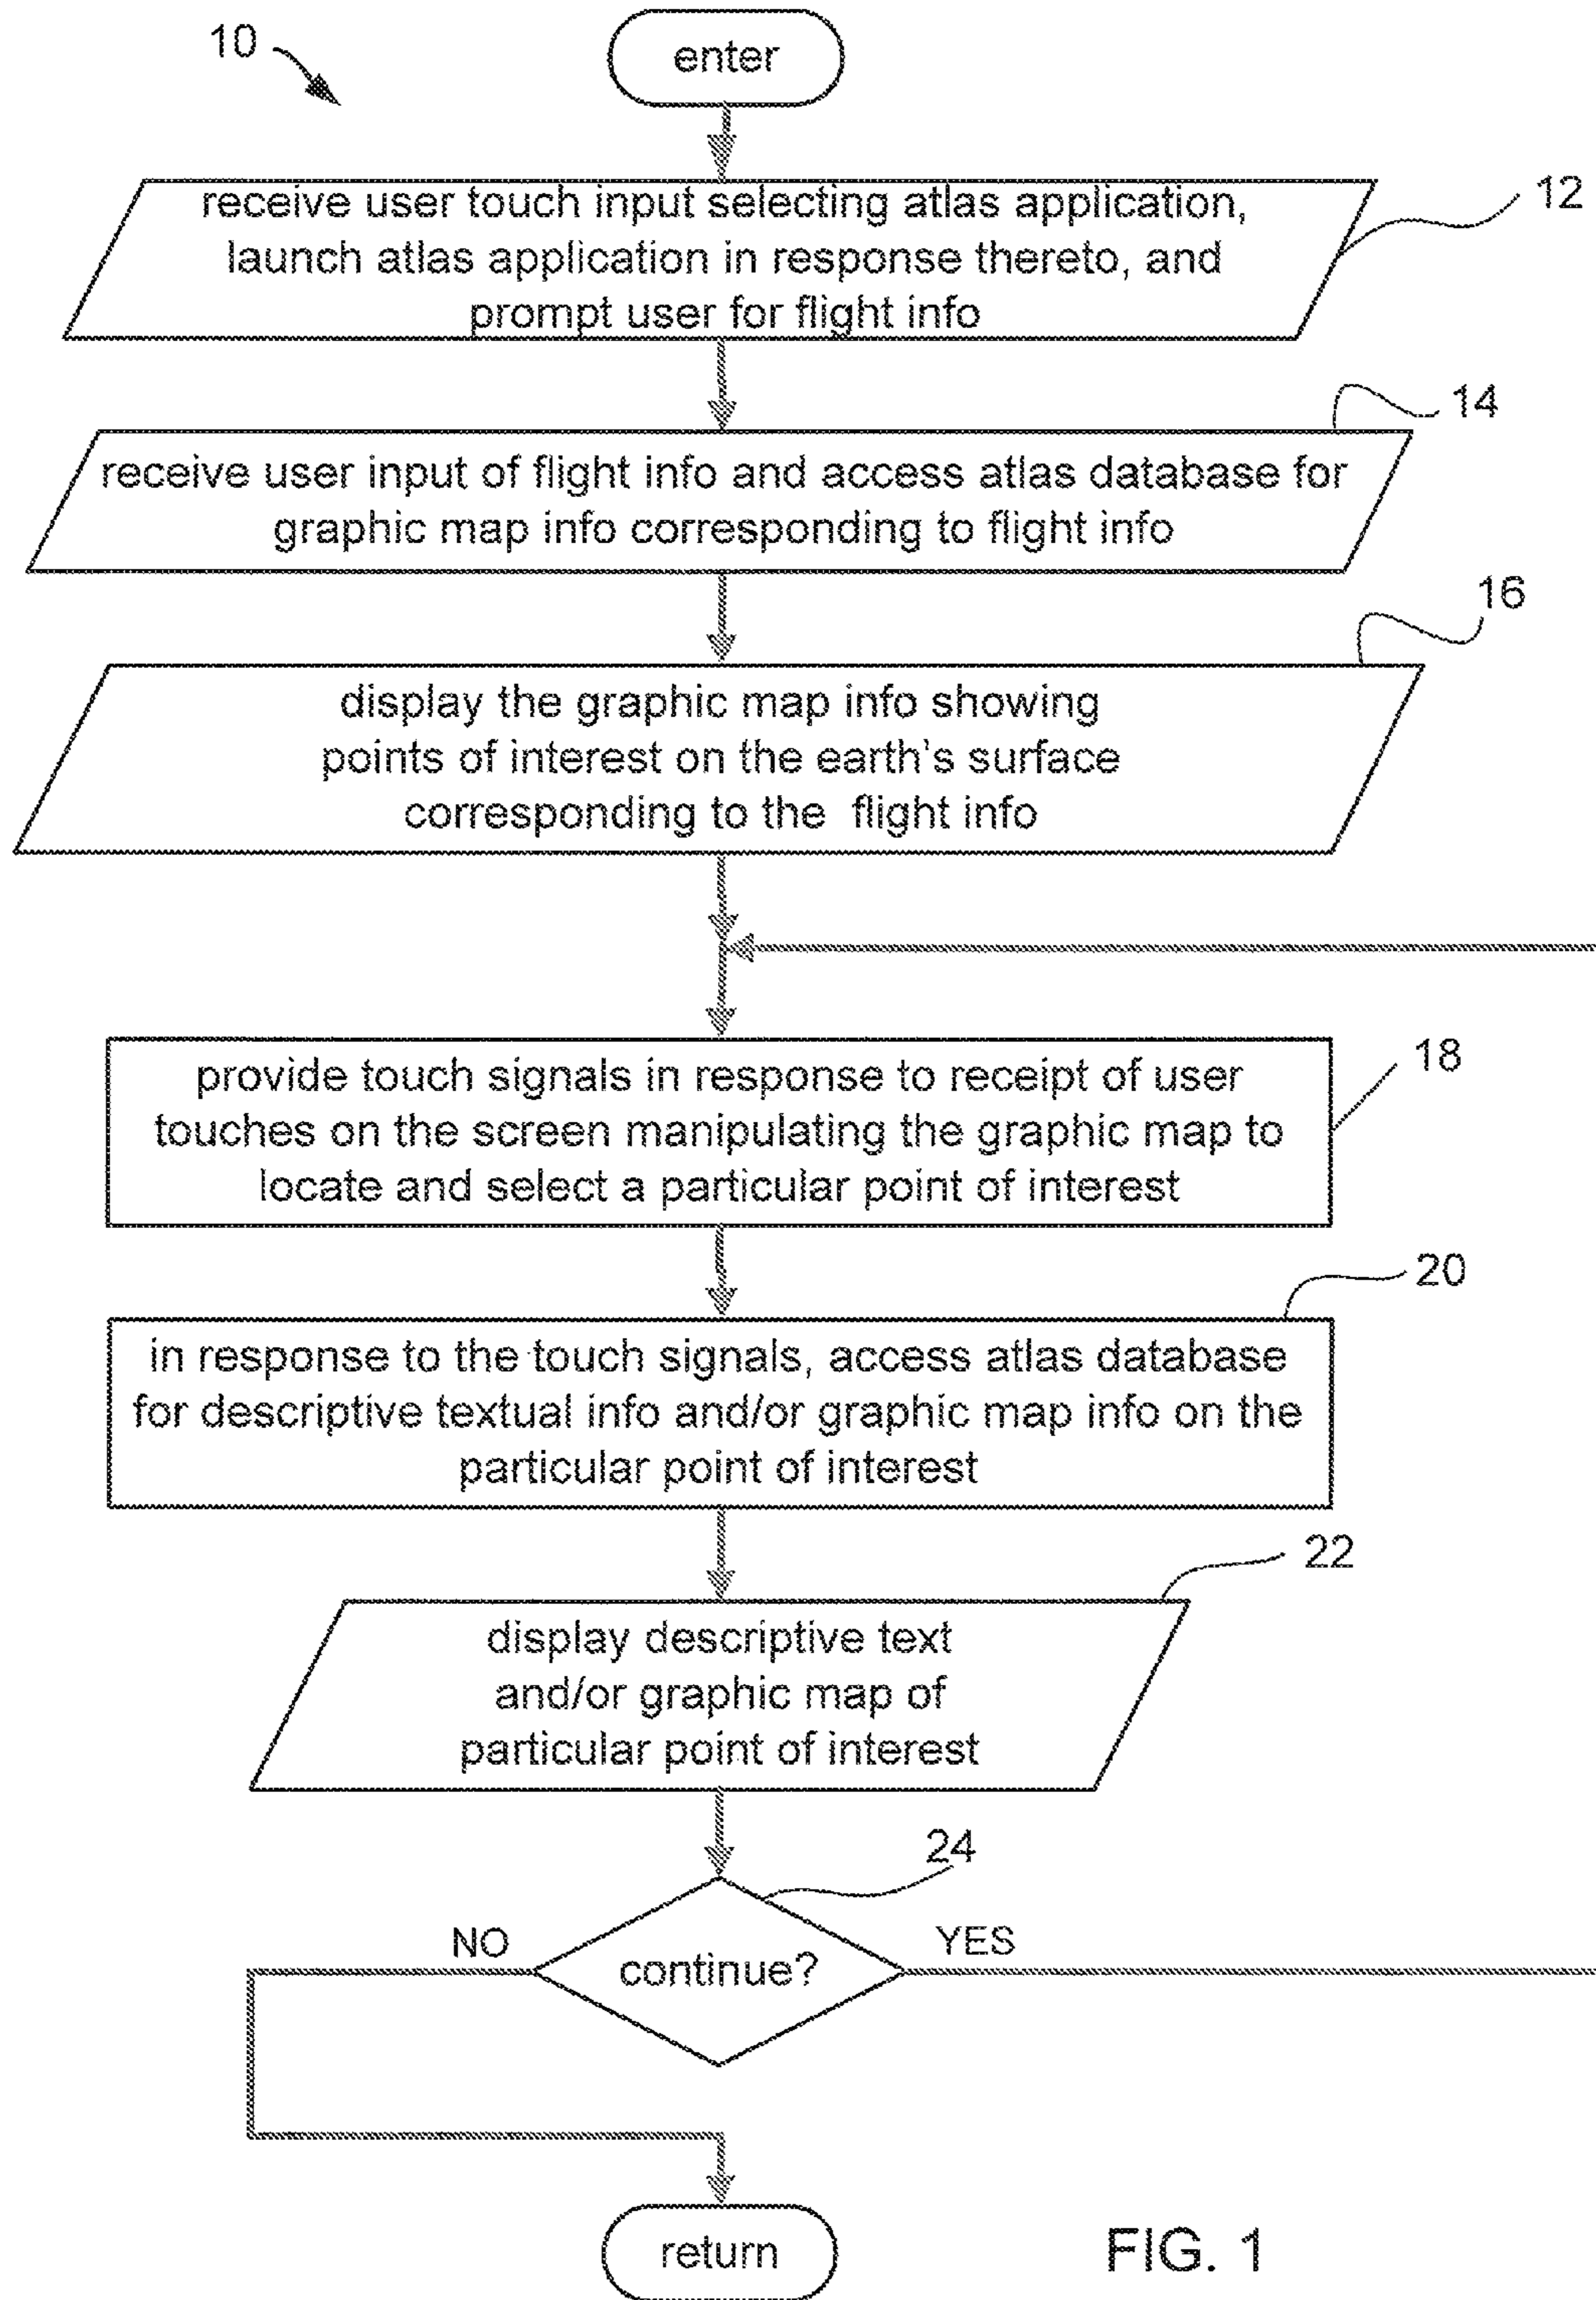 10
enter
12
receive user touch input selecting atlas application,
launch atlas application in response thereto, and
prompt user for flight info
14
receive user input of flight info and access atlas database for
graphic map info corresponding to flight info
16
display the graphic map info showing
points of interest on the earth's surface
corresponding to the flight info
18
provide touch signals in response to receipt of user
touches on the screen manipulating the graphic map to
locate and select a particular point of interest
20
in response to the touch signals, access atlas database
for descriptive textual info and/or graphic map info on the
particular point of interest
22
display descriptive text
and/or graphic map of
particular point of interest
24
NO
YES
continue?
return
FIG. 1